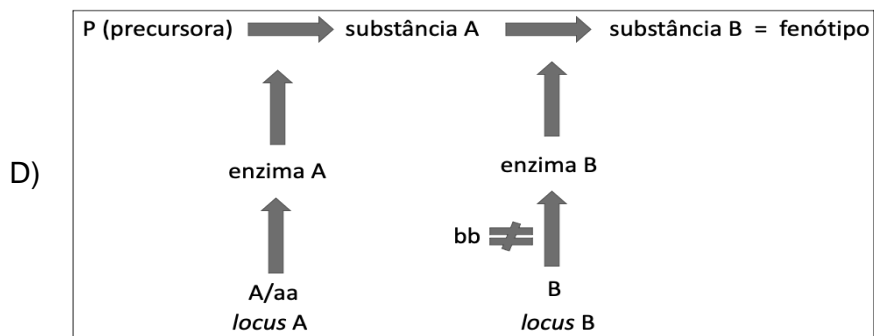 P (precursora) substância A substância B = fenótipo
D)
enzima A enzima B
bb
A/aa B
locus A locus B